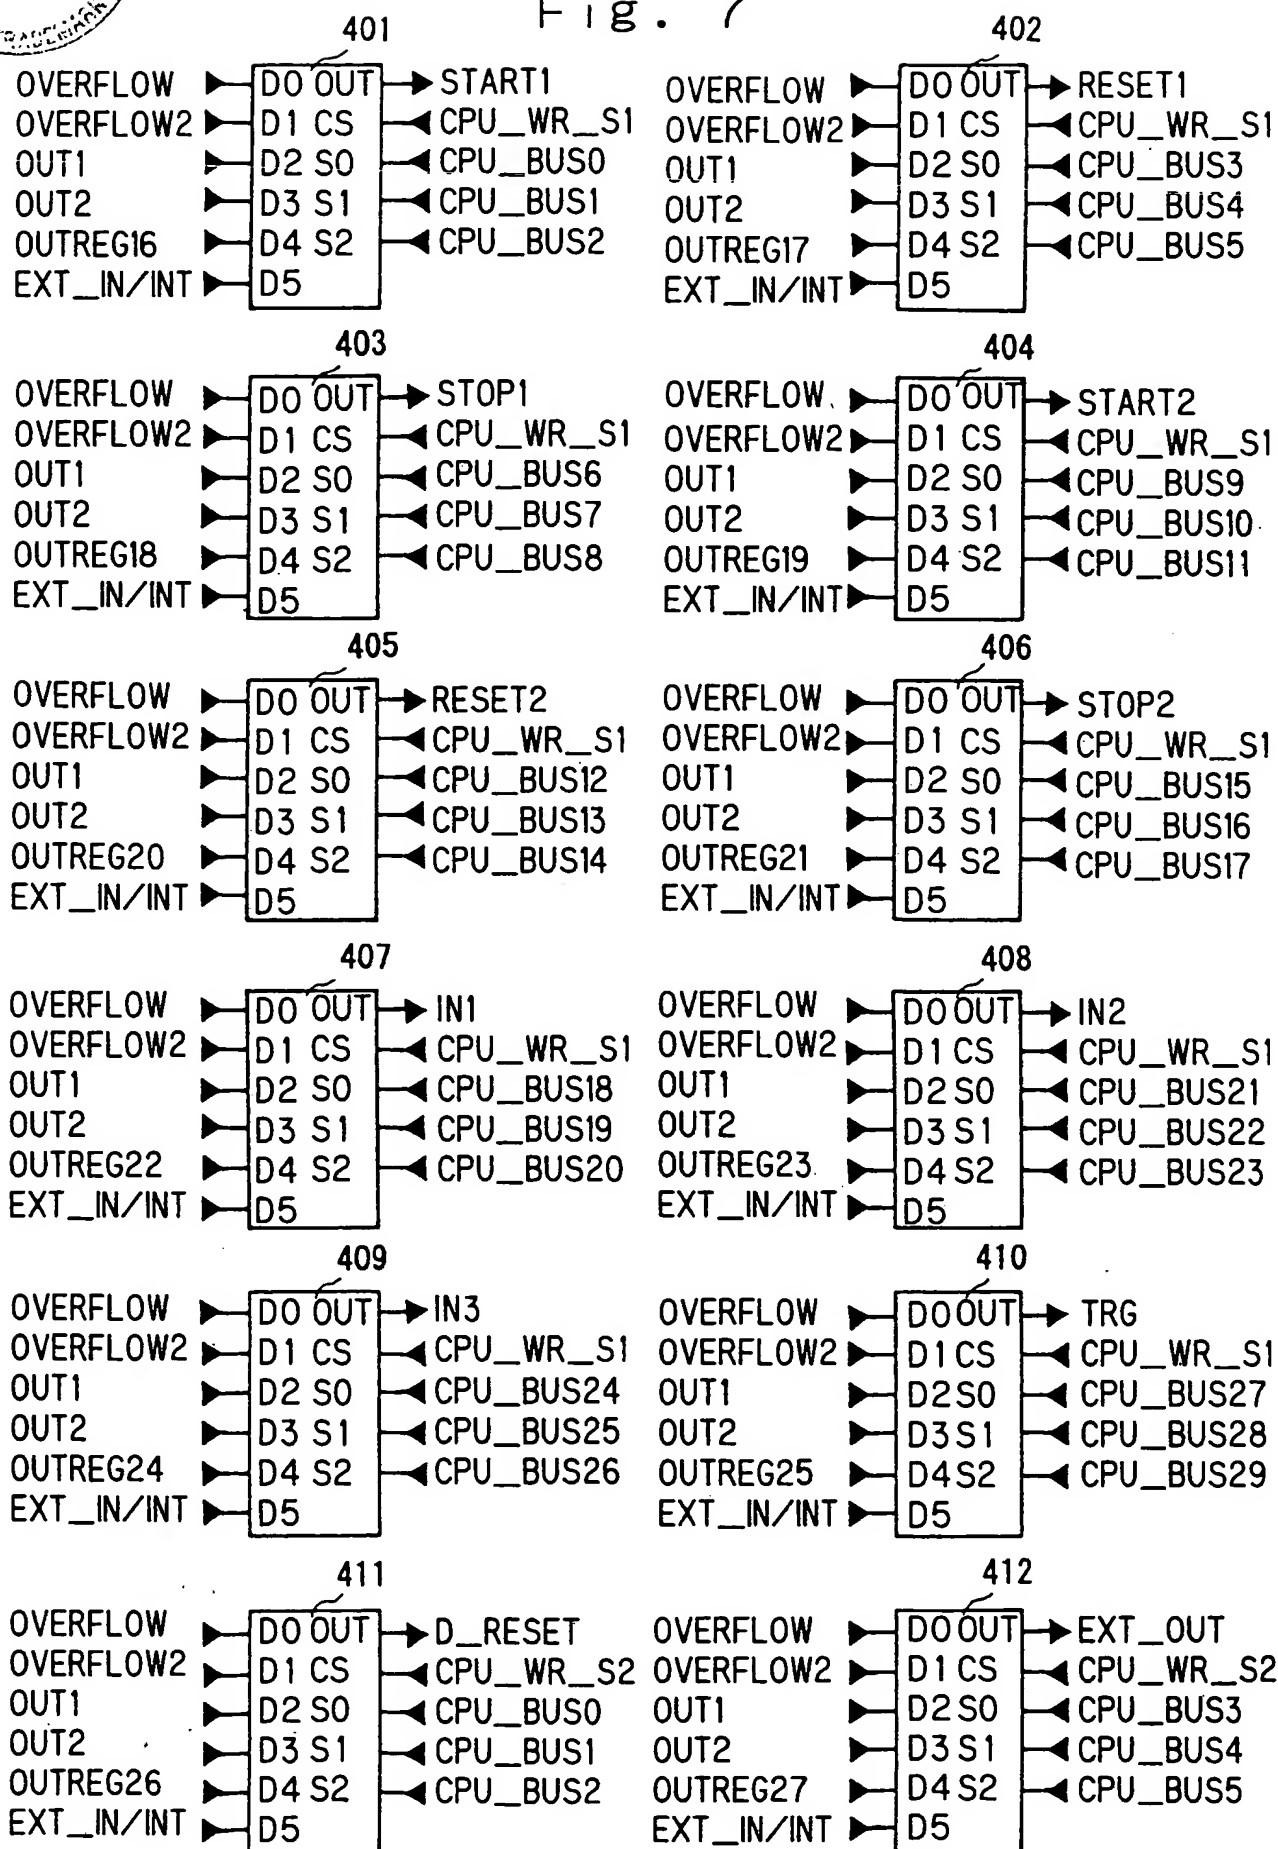 TRADEMARK
Fig. 7
401
OVERFLOW D0 OUT START1
OVERFLOW2 D1 CS CPU_WR_S1
OUT1 D2 S0 CPU_BUS0
OUT2 D3 S1 CPU_BUS1
OUTREG16 D4 S2 CPU_BUS2
EXT_IN/INT D5
402
OVERFLOW D0 OUT RESET1
OVERFLOW2 D1 CS CPU_WR_S1
OUT1 D2 S0 CPU_BUS3
OUT2 D3 S1 CPU_BUS4
OUTREG17 D4 S2 CPU_BUS5
EXT_IN/INT D5
403
OVERFLOW D0 OUT STOP1
OVERFLOW2 D1 CS CPU_WR_S1
OUT1 D2 S0 CPU_BUS6
OUT2 D3 S1 CPU_BUS7
OUTREG18 D4 S2 CPU_BUS8
EXT_IN/INT D5
404
OVERFLOW D0 OUT START2
OVERFLOW2 D1 CS CPU_WR_S1
OUT1 D2 S0 CPU_BUS9
OUT2 D3 S1 CPU_BUS10
OUTREG19 D4 S2 CPU_BUS11
EXT_IN/INT D5
405
OVERFLOW D0 OUT RESET2
OVERFLOW2 D1 CS CPU_WR_S1
OUT1 D2 S0 CPU_BUS12
OUT2 D3 S1 CPU_BUS13
OUTREG20 D4 S2 CPU_BUS14
EXT_IN/INT D5
406
OVERFLOW D0 OUT STOP2
OVERFLOW2 D1 CS CPU_WR_S1
OUT1 D2 S0 CPU_BUS15
OUT2 D3 S1 CPU_BUS16
OUTREG21 D4 S2 CPU_BUS17
EXT_IN/INT D5
407
OVERFLOW D0 OUT IN1
OVERFLOW2 D1 CS CPU_WR_S1
OUT1 D2 S0 CPU_BUS18
OUT2 D3 S1 CPU_BUS19
OUTREG22 D4 S2 CPU_BUS20
EXT_IN/INT D5
408
OVERFLOW D0 OUT IN2
OVERFLOW2 D1 CS CPU_WR_S1
OUT1 D2 S0 CPU_BUS21
OUT2 D3 S1 CPU_BUS22
OUTREG23 D4 S2 CPU_BUS23
EXT_IN/INT D5
409
OVERFLOW D0 OUT IN3
OVERFLOW2 D1 CS CPU_WR_S1
OUT1 D2 S0 CPU_BUS24
OUT2 D3 S1 CPU_BUS25
OUTREG24 D4 S2 CPU_BUS26
EXT_IN/INT D5
410
OVERFLOW D0 OUT TRG
OVERFLOW2 D1 CS CPU_WR_S1
OUT1 D2 S0 CPU_BUS27
OUT2 D3 S1 CPU_BUS28
OUTREG25 D4 S2 CPU_BUS29
EXT_IN/INT D5
411
OVERFLOW D0 OUT D_RESET
OVERFLOW2 D1 CS CPU_WR_S2
OUT1 D2 S0 CPU_BUS0
OUT2 D3 S1 CPU_BUS1
OUTREG26 D4 S2 CPU_BUS2
EXT_IN/INT D5
412
OVERFLOW D0 OUT EXT_OUT
OVERFLOW2 D1 CS CPU_WR_S2
OUT1 D2 S0 CPU_BUS3
OUT2 D3 S1 CPU_BUS4
OUTREG27 D4 S2 CPU_BUS5
EXT_IN/INT D5